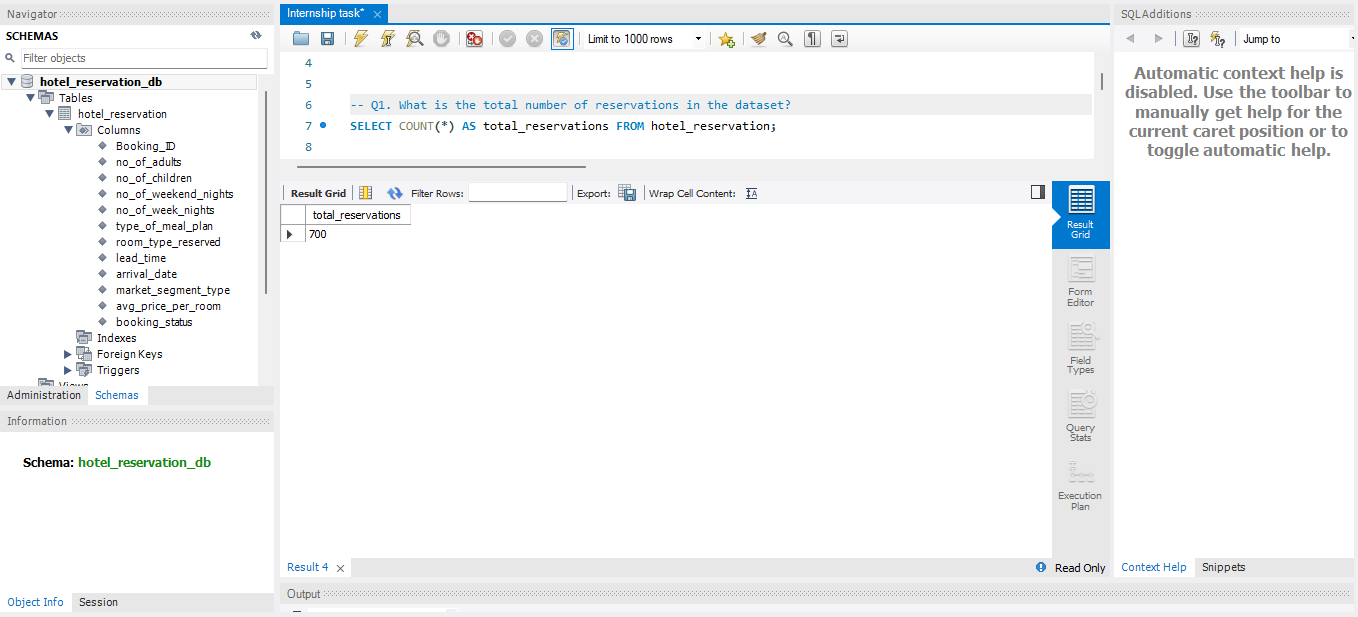 Navigator
SCHEMAS
Filter objects
hotel_reservation_db
Tables
hotel_reservation
Columns
Booking_ID
no_of_adults
no_of_children
no_of_weekend_nights
no_of_week_nights
type_of_meal_plan
room_type_reserved
lead_time
arrival_date
market_segment_type
avg_price_per_room
booking_status
Indexes
Foreign Keys
Triggers
Views
Administration Schemas
Information
Schema: hotel_reservation_db
Object Info Session
Internship task*
Limit to 1000 rows
4
5
6 -- Q1. What is the total number of reservations in the dataset?
7 SELECT COUNT(*) AS total_reservations FROM hotel_reservation;
8
Result Grid Filter Rows: Export: Wrap Cell Content: IA
total_reservations
700
Result
Grid
Form
Editor
Field
Types
Query
Stats
Execution
Plan
Result 4
Read Only
Output
SQLAdditions
Jump to
Automatic context help is
disabled. Use the toolbar to
manually get help for the
current caret position or to
toggle automatic help.
Context Help Snippets